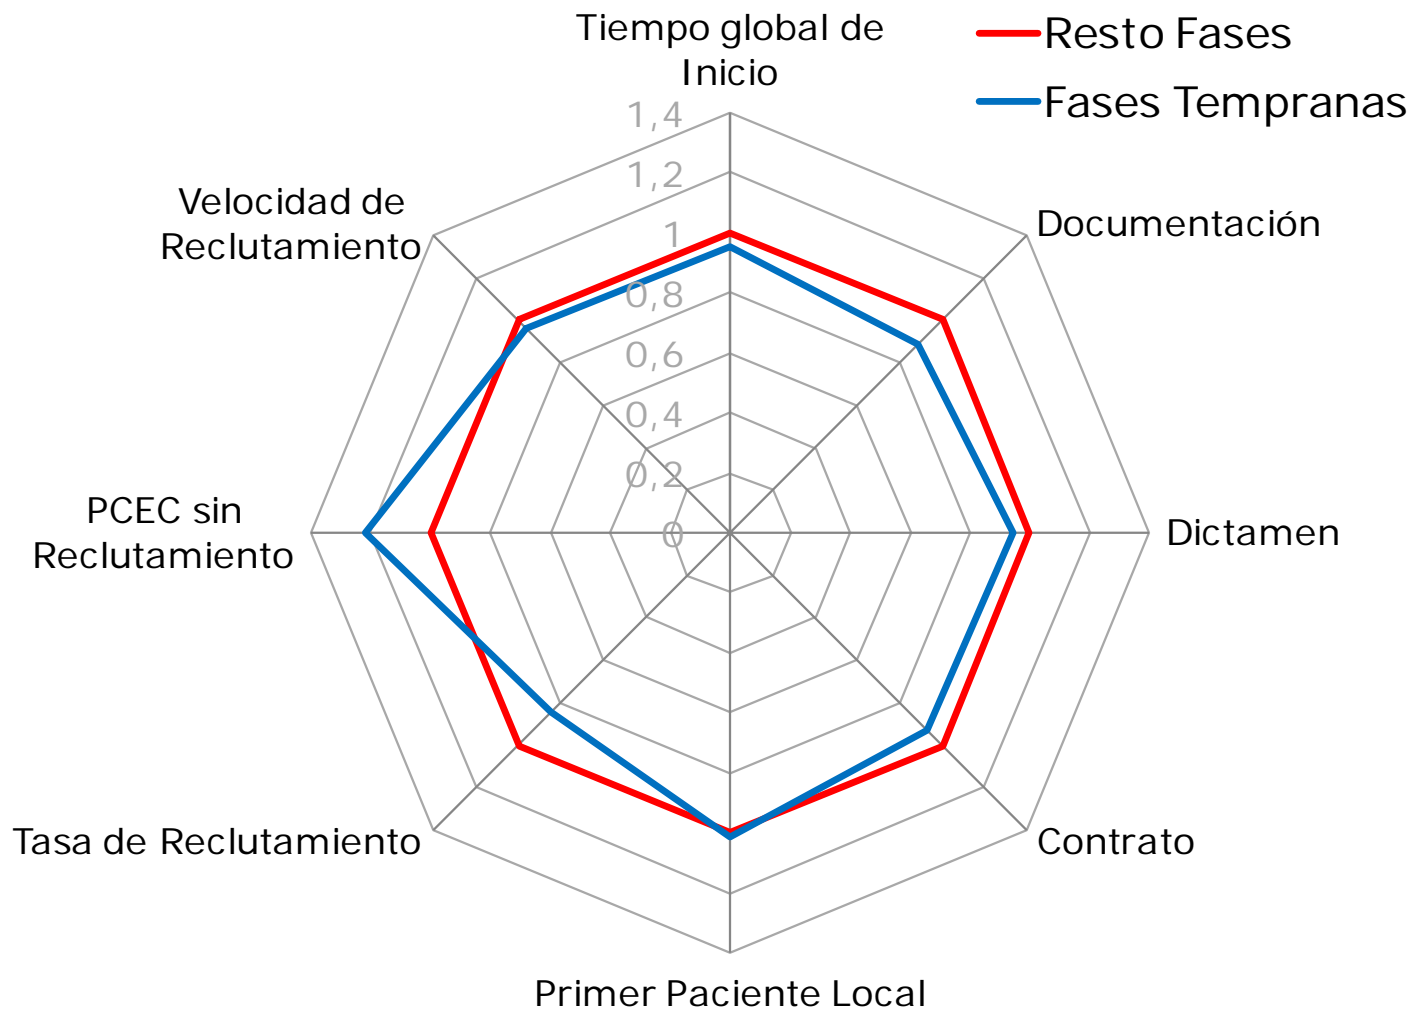 Tiempo global de
Inicio
Resto Fases
Fases Tempranas
1,4
1,2
1
0,8
0,6
0,4
0,2
0
Velocidad de
Reclutamiento
Documentación
PCEC sin
Reclutamiento
Dictamen
Tasa de Reclutamiento
Contrato
Primer Paciente Local